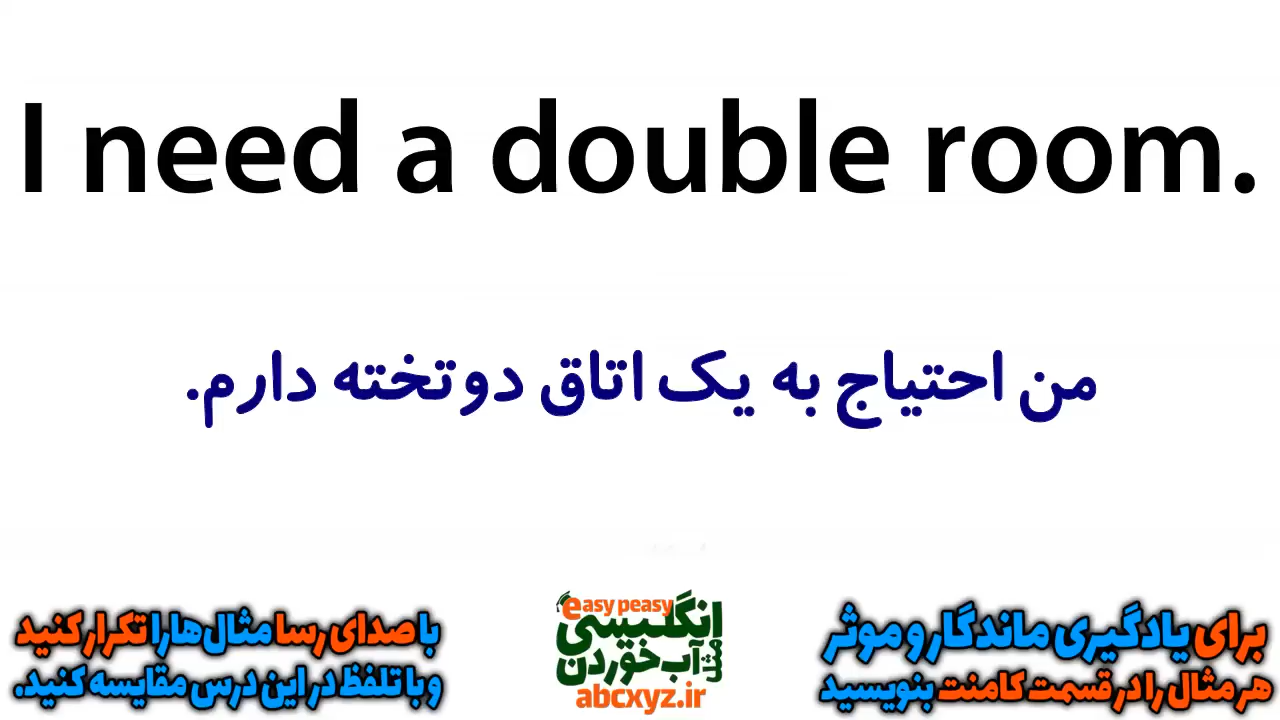 I need a double room.
من احتیاج به یک اتاق دوتخته دارم.
برای یادگیری ماندگار و موثر
هر مثال را در قسمت کامنت بنویسید
easy peasy
انگلیسی
مثل آب خوردن
abcxyz.ir
با صدای رسا مثال‌ها را تکرار کنید
و با تلفظ در این درس مقایسه کنید.